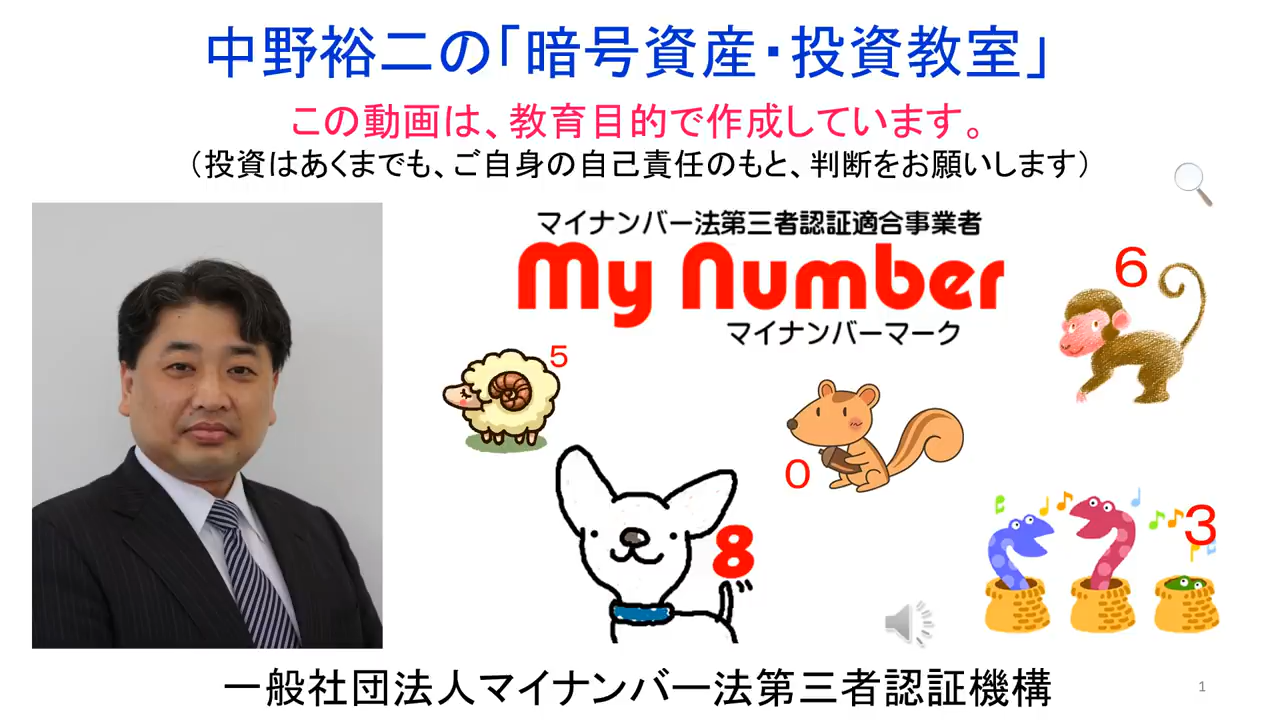 中野裕二の「暗号資産・投資教室」
この動画は、教育目的で作成しています。
（投資はあくまでも、ご自身の自己責任のもと、判断をお願いします）
マイナンバー法第三者認証適合事業者
My Number
マイナンバーマーク
6
5
0
8
3
一般社団法人マイナンバー法第三者認証機構
1